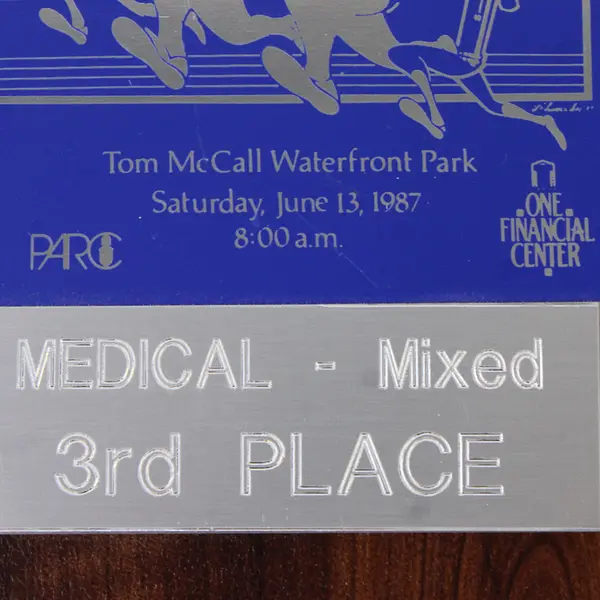 Tom McCall Waterfront Park
Saturday, June 13, 1987
8:00 a.m.
PARC
ONE
FINANCIAL
CENTER
MEDICAL - Mixed
3rd PLACE